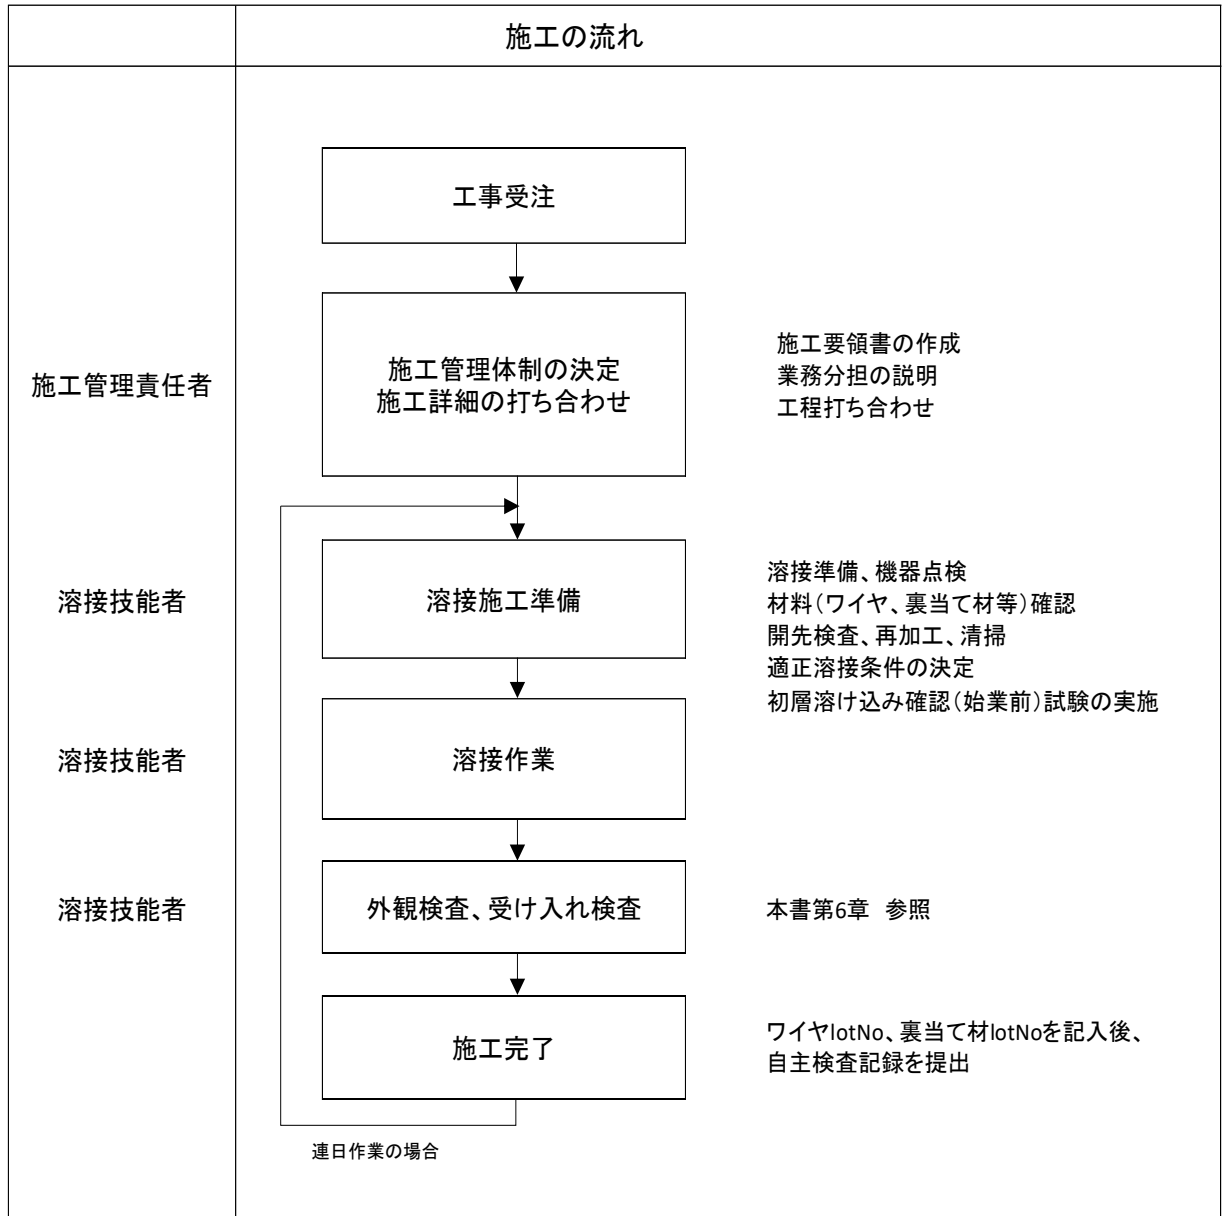 施工の流れ
工事受注
施工管理責任者
施工管理体制の決定
施工詳細の打ち合わせ
施工要領書の作成
業務分担の説明
工程打ち合わせ
溶接技能者
溶接施工準備
溶接準備、機器点検
材料(ワイヤ、裏当て材等)確認
開先検査、再加工、清掃
適正溶接条件の決定
初層溶け込み確認(始業前)試験の実施
溶接技能者
溶接作業
溶接技能者
外観検査、受け入れ検査
本書第6章 参照
施工完了
ワイヤlotNo、裏当て材lotNoを記入後、
自主検査記録を提出
連日作業の場合